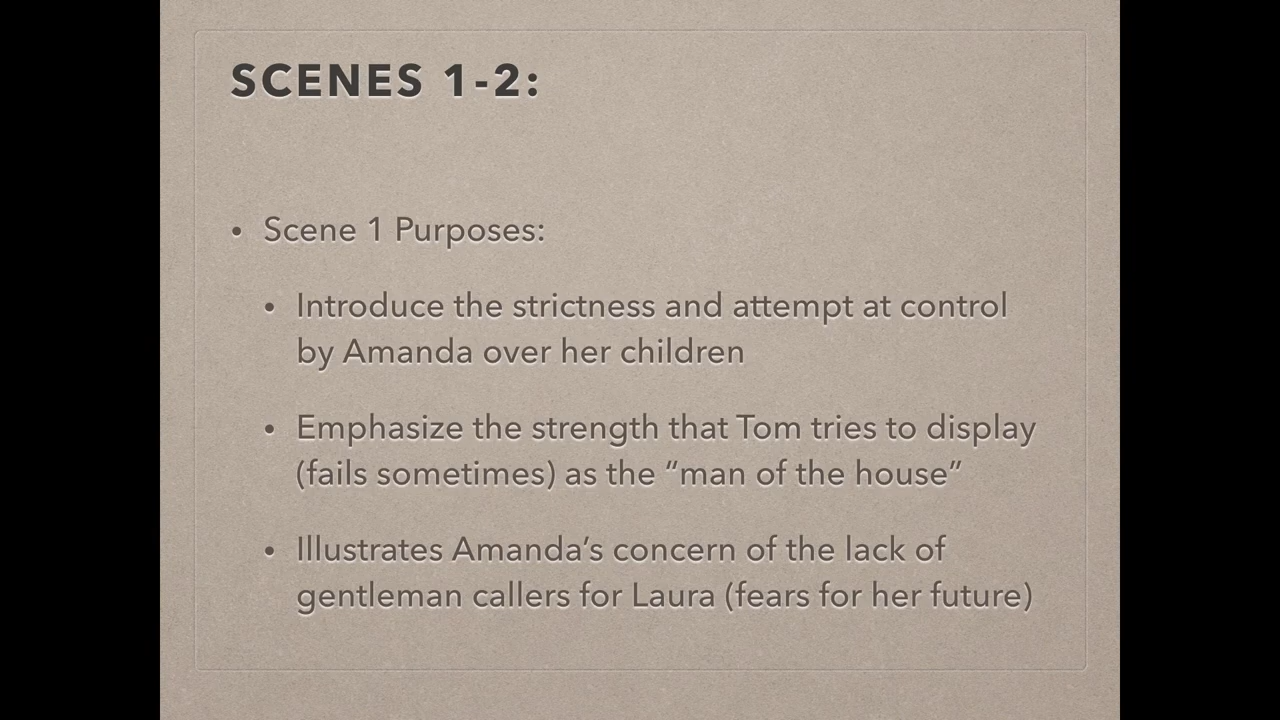 SCENES 1-2:
• Scene 1 Purposes:
• Introduce the strictness and attempt at control
by Amanda over her children
• Emphasize the strength that Tom tries to display
(fails sometimes) as the “man of the house”
• Illustrates Amanda’s concern of the lack of
gentleman callers for Laura (fears for her future)